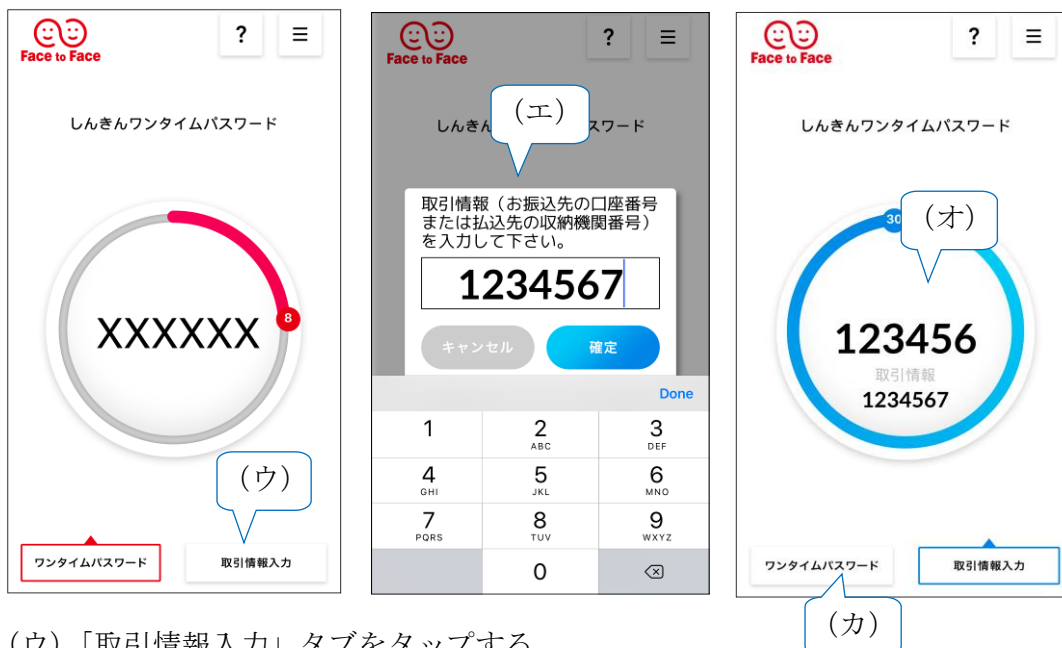 Face to Face
?
≡
しんきんワンタイムパスワード
XXXXXX
8
(ウ)
ワンタイムパスワード
取引情報入力
Face to Face
?
≡
(エ)
しんきん
スワード
取引情報（お振込先の口座番号
または払込先の収納機関番号）
を入力して下さい。
1234567
キャンセル
確定
Done
1
2
ABC
3
DEF
4
GHI
5
JKL
6
MNO
7
PQRS
8
TUV
9
WXYZ
0
Face to Face
?
≡
しんきんワンタイムパスワード
30
(オ)
123456
取引情報
1234567
ワンタイムパスワード
取引情報入力
(カ)
(ウ)「取引情報入力」タブをタップする